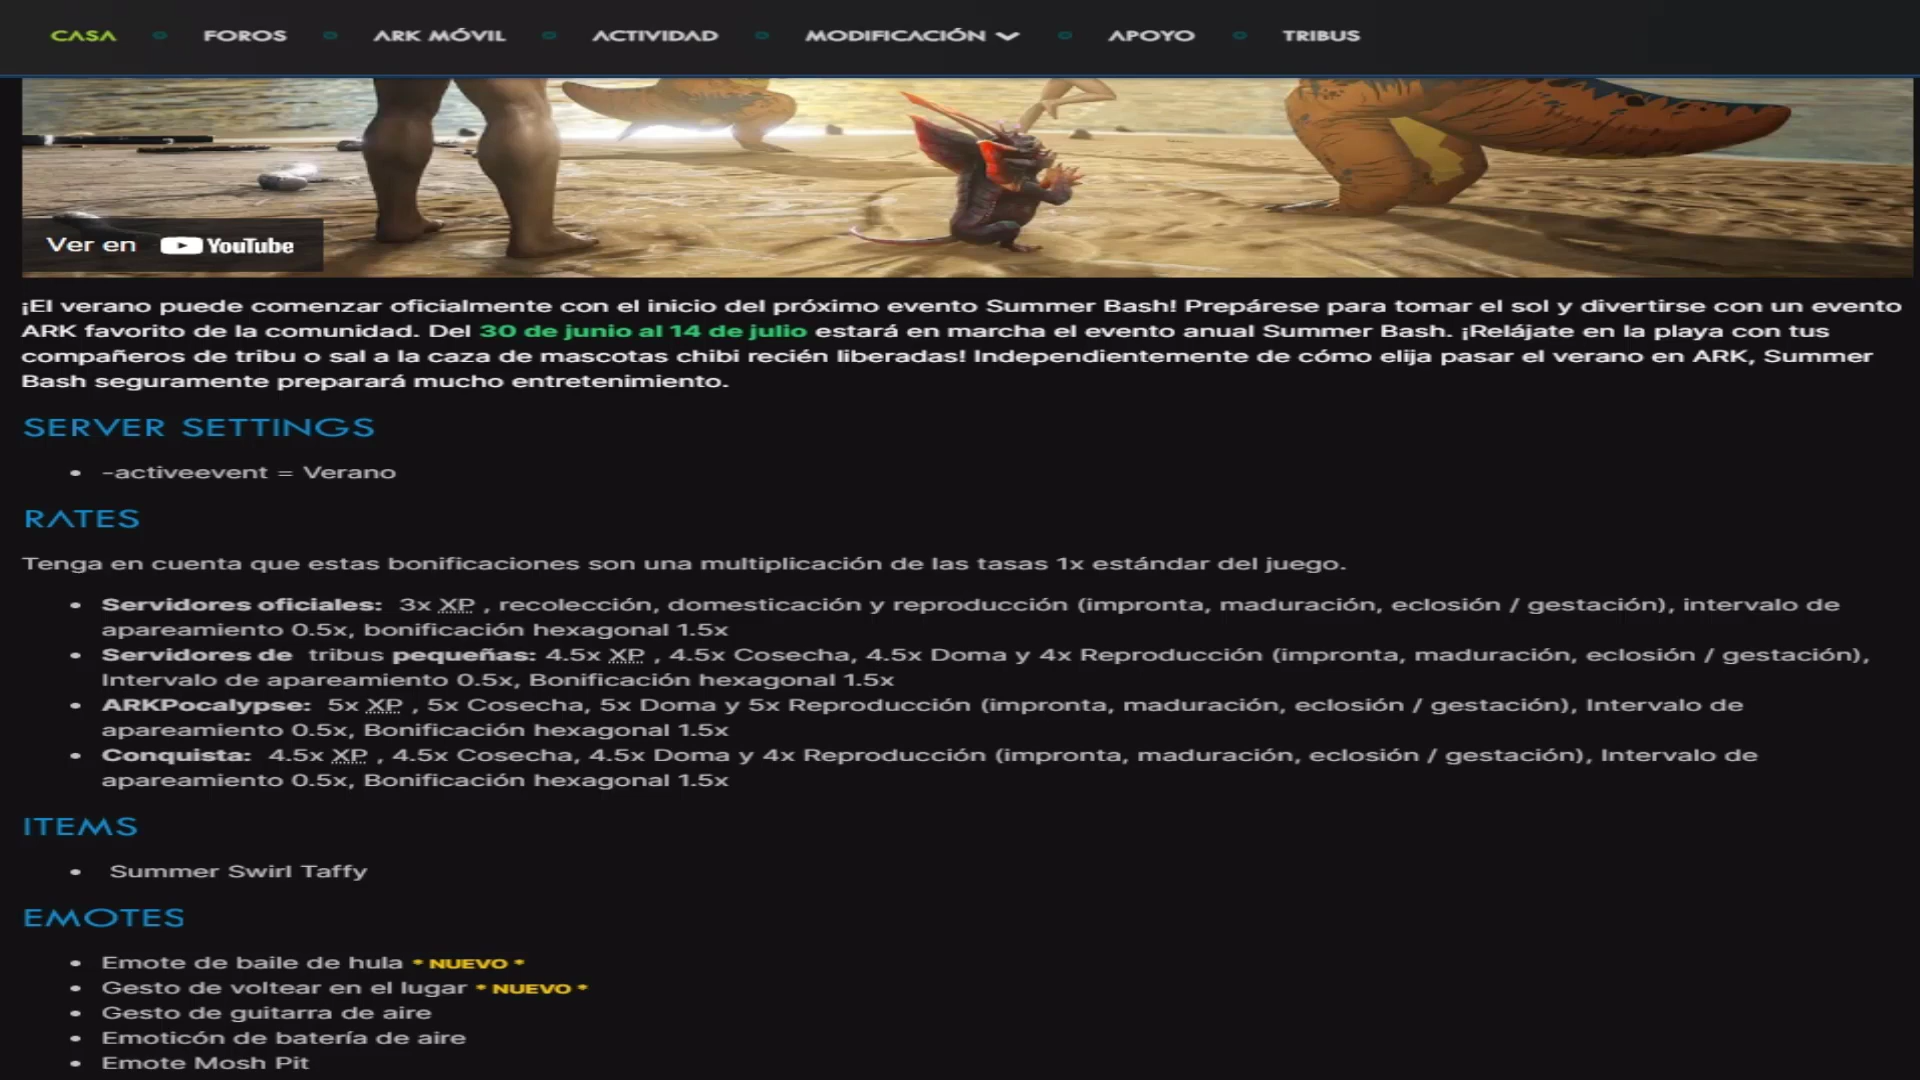 CASA FOROS ARK MÓVIL ACTIVIDAD MODIFICACIÓN APOYO TRIBUS
Ver en YouTube
¡El verano puede comenzar oficialmente con el inicio del próximo evento Summer Bash! Prepárese para tomar el sol y divertirse con un evento
ARK favorito de la comunidad. Del 30 de junio al 14 de julio estará en marcha el evento anual Summer Bash. ¡Relájate en la playa con tus
compañeros de tribu o sal a la caza de mascotas chibi recién liberadas! Independientemente de cómo elija pasar el verano en ARK, Summer
Bash seguramente preparará mucho entretenimiento.
SERVER SETTINGS
• -activeevent = Verano
RATES
Tenga en cuenta que estas bonificaciones son una multiplicación de las tasas 1x estándar del juego.
• Servidores oficiales: 3x XP , recolección, domesticación y reproducción (impronta, maduración, eclosión / gestación), intervalo de
apareamiento 0.5x, bonificación hexagonal 1.5x
• Servidores de tribus pequeñas: 4.5x XP , 4.5x Cosecha, 4.5x Doma y 4x Reproducción (impronta, maduración, eclosión / gestación),
Intervalo de apareamiento 0.5x, Bonificación hexagonal 1.5x
• ARKPocalypse: 5x XP , 5x Cosecha, 5x Doma y 5x Reproducción (impronta, maduración, eclosión / gestación), Intervalo de
apareamiento 0.5x, Bonificación hexagonal 1.5x
• Conquista: 4.5x XP , 4.5x Cosecha, 4.5x Doma y 4x Reproducción (impronta, maduración, eclosión / gestación), Intervalo de
apareamiento 0.5x, Bonificación hexagonal 1.5x
ITEMS
• Summer Swirl Taffy
EMOTES
• Emote de baile de hula * NUEVO *
• Gesto de voltear en el lugar * NUEVO *
• Gesto de guitarra de aire
• Emoticón de batería de aire
• Emote Mosh Pit